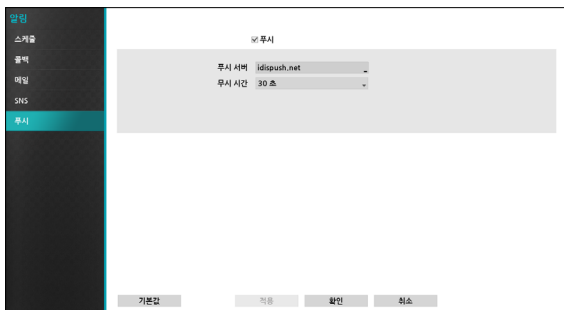 알림
스케줄
콜백
메일
SNS
푸시
푸시
푸시 서버 idispush.net
푸시 시간 30 초
기본값 적용 확인 취소